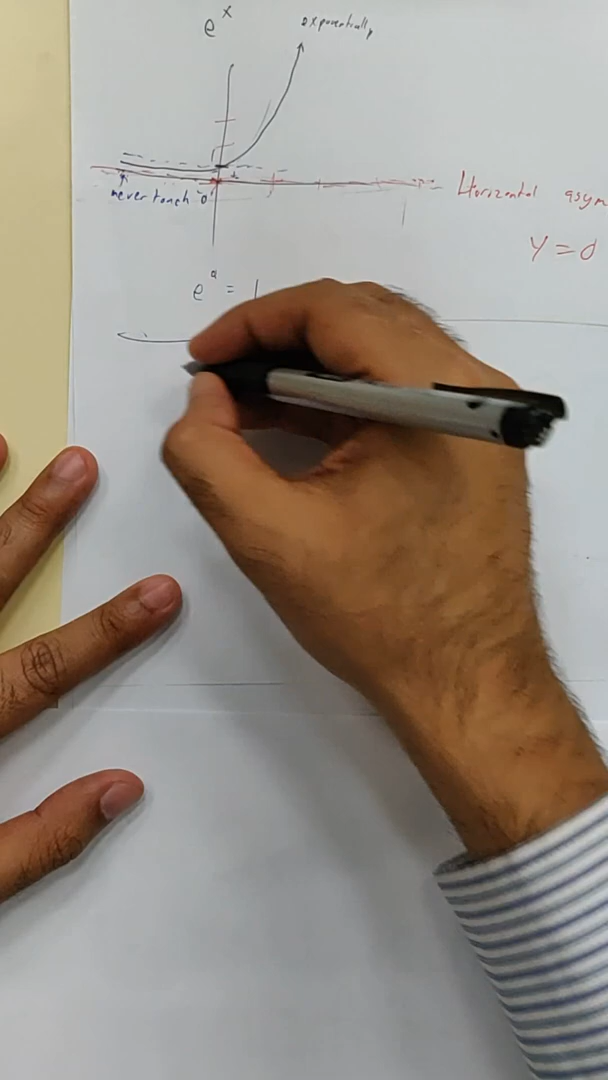 e^x
exponentially
never touch "0"
Horizontal asym
y = 0
e^0 = 1